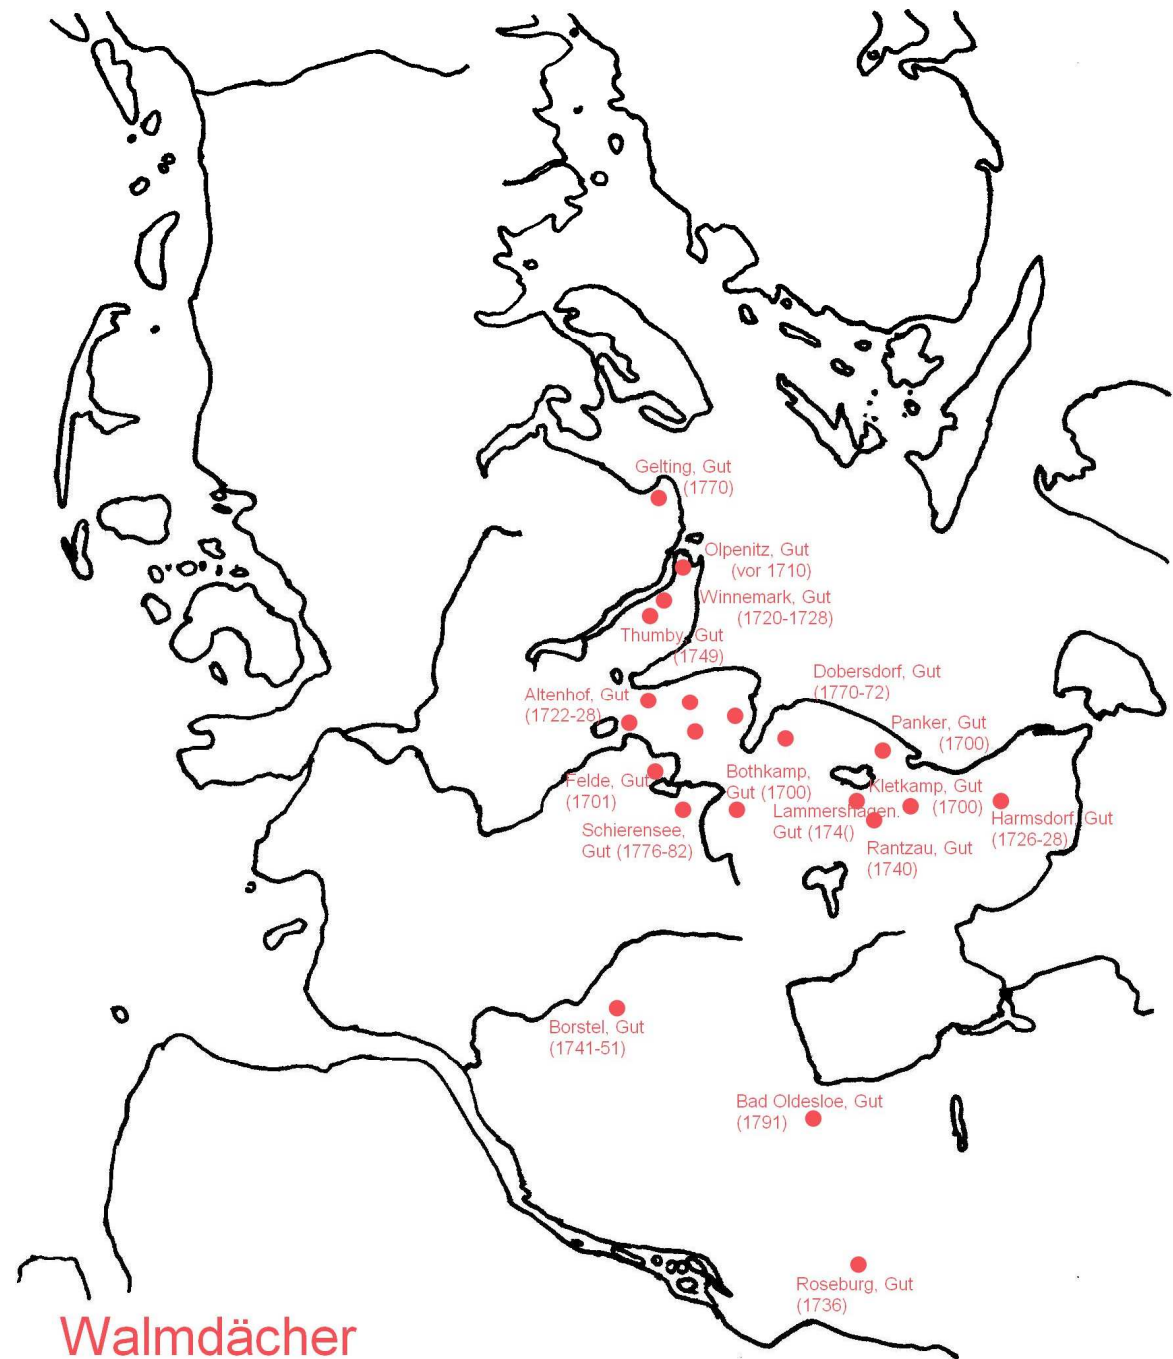 Gelting, Gut
(1770)
Olpenitz, Gut
(vor 1710)
Winnemark, Gut
(1720-1728)
Thumby, Gut
(1749)
Dobersdorf, Gut
(1770-72)
Altenhof, Gut
(1722-28)
Panker, Gut
(1700)
Felde, Gut
(1701)
Bothkamp,
Gut (1700)
Kletkamp, Gut
(1700)
Lammershagen.
Gut (174()
Harmsdorf, Gut
(1726-28)
Schierensee,
Gut (1776-82)
Rantzau, Gut
(1740)
Borstel, Gut
(1741-51)
Bad Oldesloe, Gut
(1791)
Roseburg, Gut
(1736)
Walmdächer